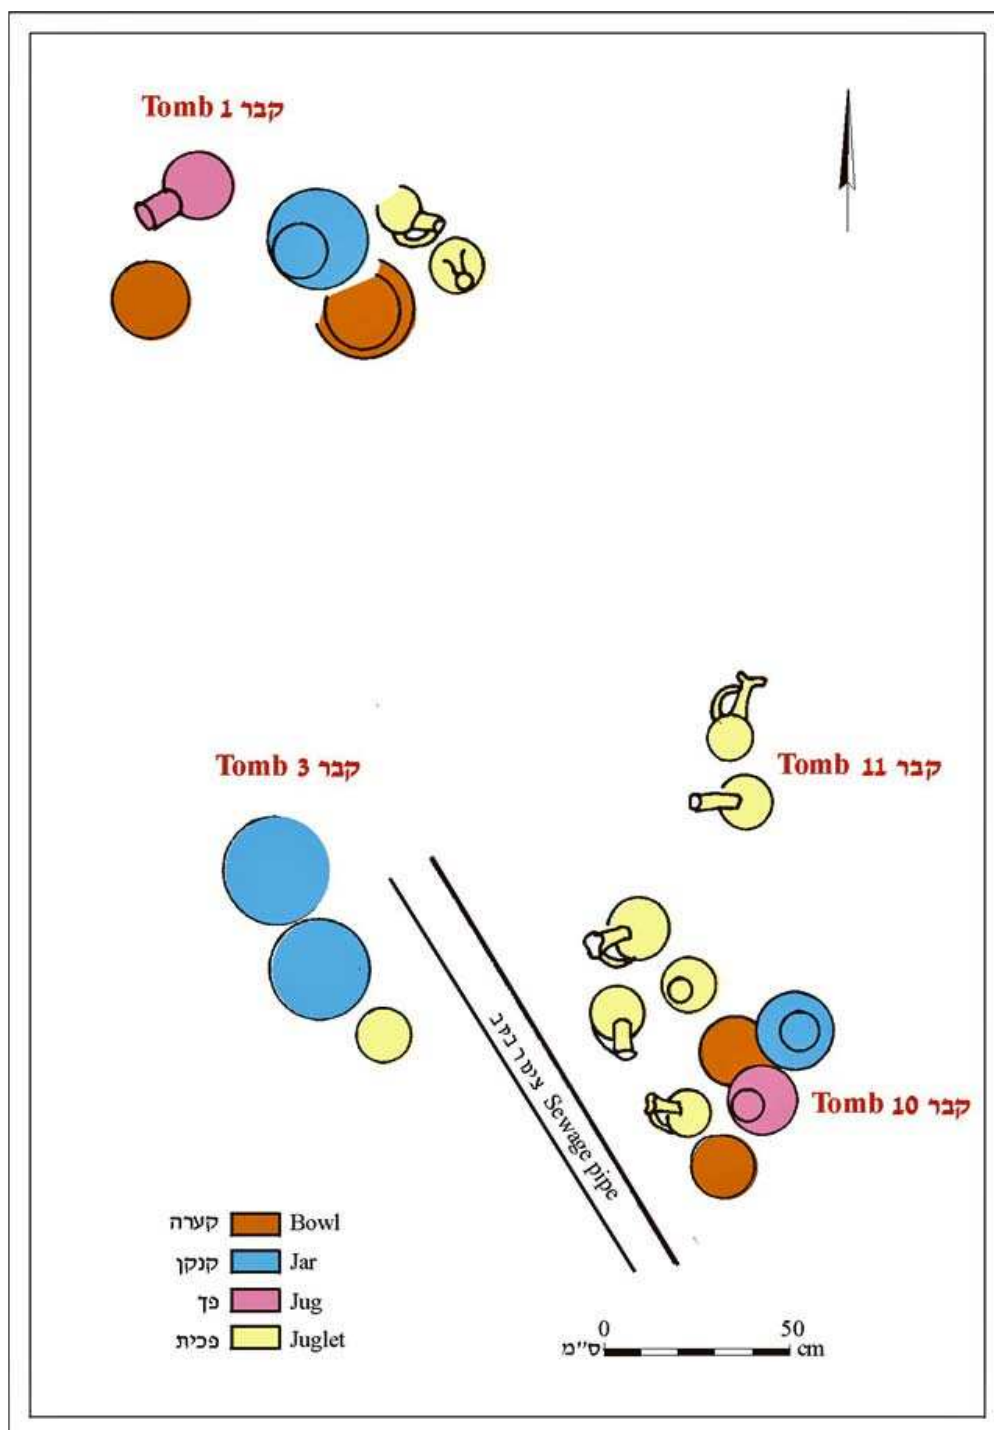 Tomb 1 קבר
Tomb 3 קבר
Tomb 11 קבר
צינור ביוב Sewage pipe
Tomb 10 קבר
קערה Bowl
קנקן Jar
פך Jug
פכית Juglet
0 50
ס"מ cm